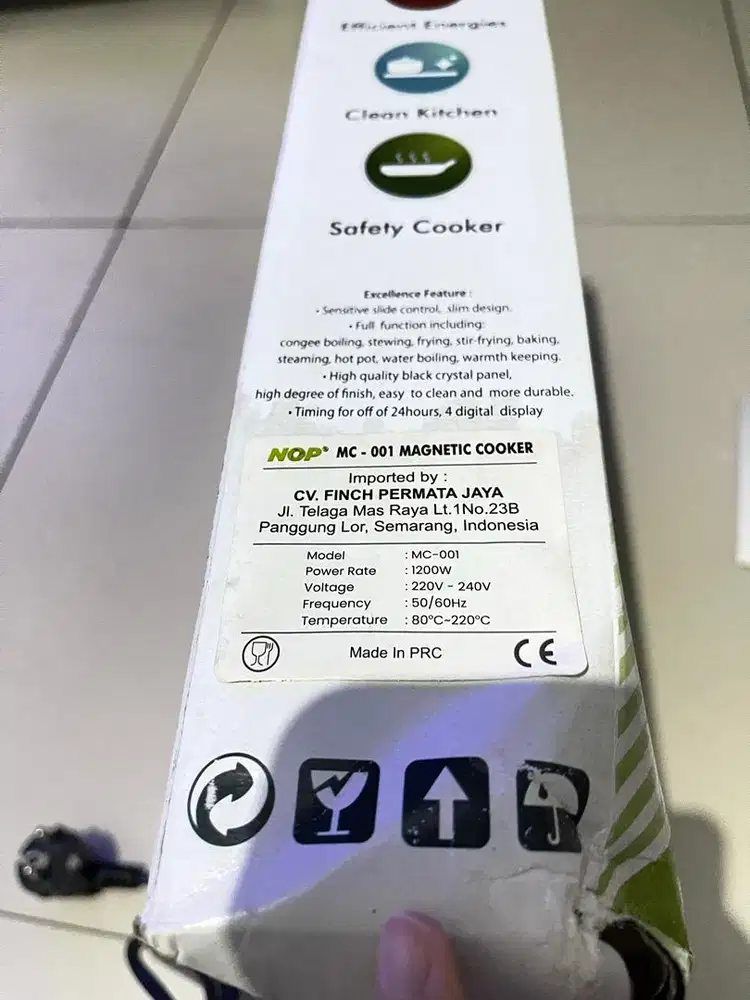 Efficient Energies
Clean Kitchen
Safety Cooker
Excellence Feature :
• Sensitive slide control, slim design.
• Full function including:
congee boiling, stewing, frying, stir-frying, baking,
steaming, hot pot, water boiling, warmth keeping.
• High quality black crystal panel,
high degree of finish, easy to clean and more durable.
• Timing for off of 24hours, 4 digital display
NOP® MC - 001 MAGNETIC COOKER
Imported by :
CV. FINCH PERMATA JAYA
Jl. Telaga Mas Raya Lt.1No.23B
Panggung Lor, Semarang, Indonesia
Model : MC-001
Power Rate : 1200W
Voltage : 220V - 240V
Frequency : 50/60Hz
Temperature : 80°C~220°C
Made In PRC CE